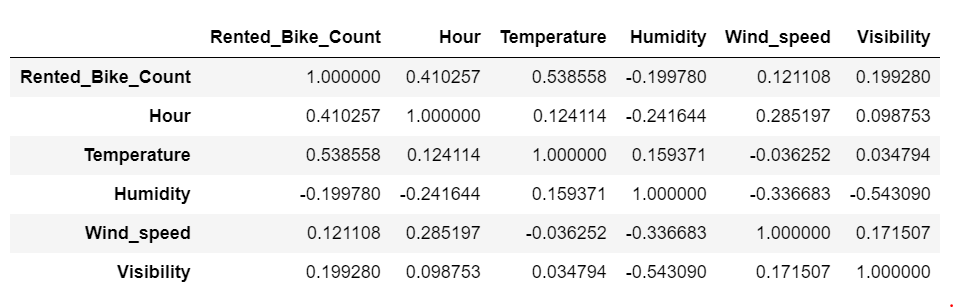 Rented_Bike_Count Hour Temperature Humidity Wind_speed Visibility
Rented_Bike_Count 1.000000 0.410257 0.538558 -0.199780 0.121108 0.199280
Hour 0.410257 1.000000 0.124114 -0.241644 0.285197 0.098753
Temperature 0.538558 0.124114 1.000000 0.159371 -0.036252 0.034794
Humidity -0.199780 -0.241644 0.159371 1.000000 -0.336683 -0.543090
Wind_speed 0.121108 0.285197 -0.036252 -0.336683 1.000000 0.171507
Visibility 0.199280 0.098753 0.034794 -0.543090 0.171507 1.000000